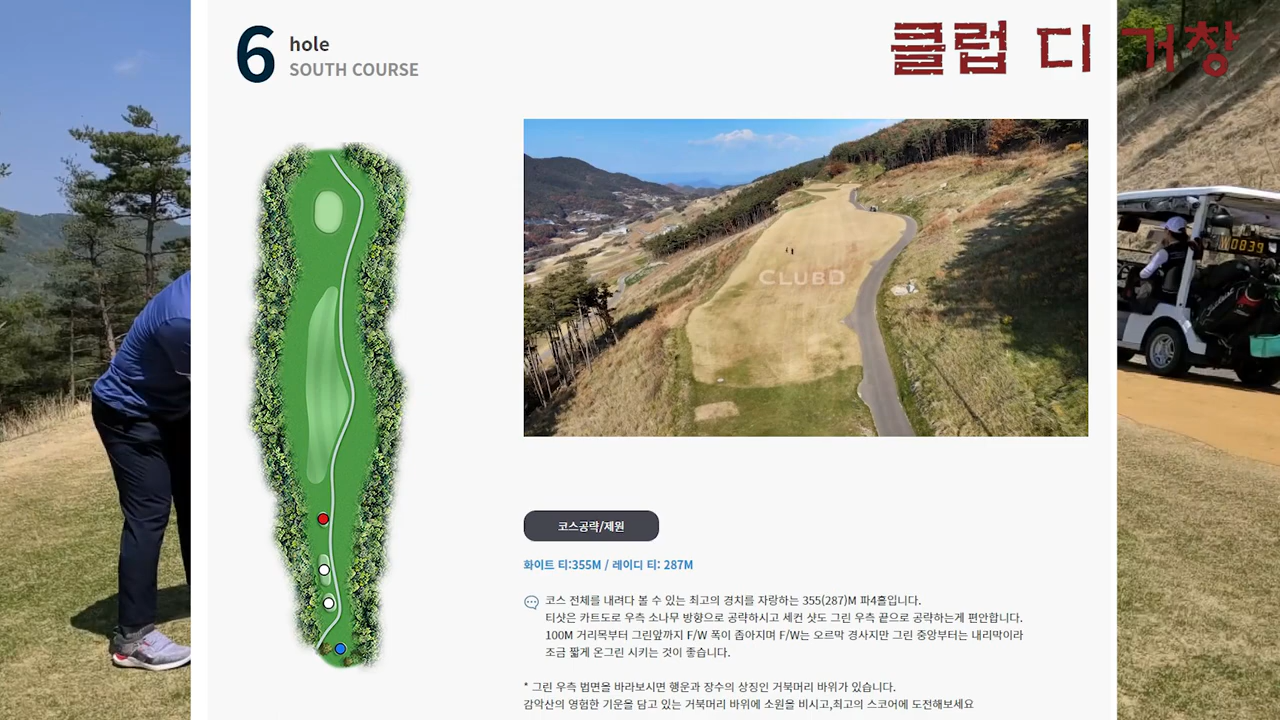 6 hole
SOUTH COURSE
클럽 디 거창
CLUBD
W0839
코스공략/제원
화이트 티:355M / 레이디 티: 287M
코스 전체를 내려다 볼 수 있는 최고의 경치를 자랑하는 355(287)M 파4홀입니다.
티샷은 카트도로 우측 소나무 방향으로 공략하시고 세컨 샷도 그린 우측 끝으로 공략하는게 편안합니다.
100M 거리목부터 그린앞까지 F/W 폭이 좁아지며 F/W는 오르막 경사지만 그린 중앙부터는 내리막이라
조금 짧게 온그린 시키는 것이 좋습니다.
* 그린 우측 법면을 바라보시면 행운과 장수의 상징인 거북머리 바위가 있습니다.
감악산의 영험한 기운을 담고 있는 거북머리 바위에 소원을 비시고,최고의 스코어에 도전해보세요